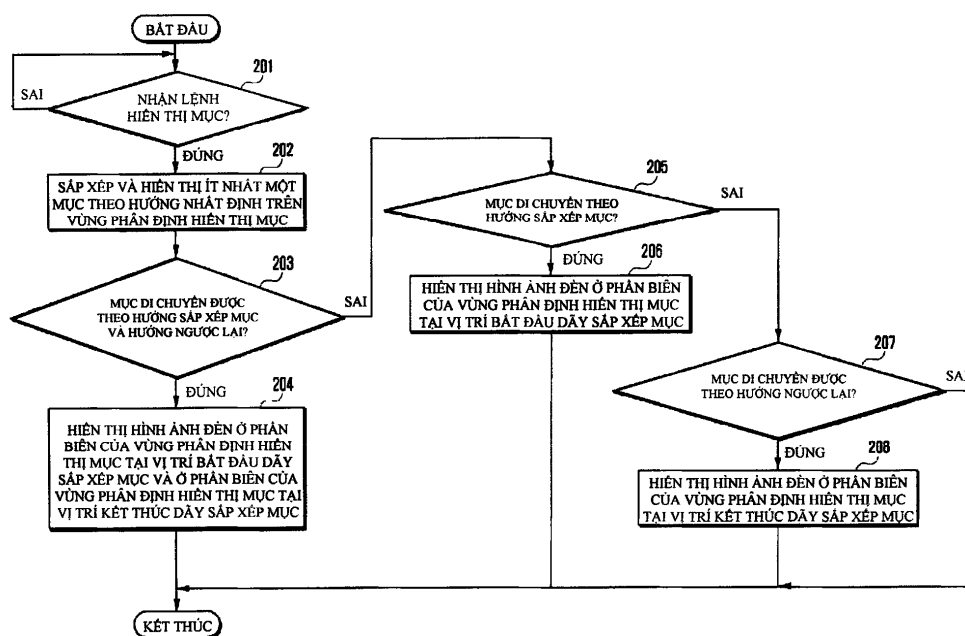 BẮT ĐẦU
201
SAI
NHẬN LỆNH
HIỂN THỊ MỤC?
ĐÚNG
202
SẮP XẾP VÀ HIỂN THỊ ÍT NHẤT MỘT
MỤC THEO HƯỚNG NHẤT ĐỊNH TRÊN
VÙNG PHÂN ĐỊNH HIỂN THỊ MỤC
203
MỤC DI CHUYỂN ĐƯỢC
THEO HƯỚNG SẮP XẾP MỤC
VÀ HƯỚNG NGƯỢC LẠI?
SAI
ĐÚNG
204
HIỂN THỊ HÌNH ẢNH ĐÈN Ở PHẦN
BIÊN CỦA VÙNG PHÂN ĐỊNH HIỂN
THỊ MỤC TẠI VỊ TRÍ BẮT ĐẦU DÃY
SẮP XẾP MỤC VÀ Ở PHẦN BIÊN CỦA
VÙNG PHÂN ĐỊNH HIỂN THỊ MỤC TẠI
VỊ TRÍ KẾT THÚC DÃY SẮP XẾP MỤC
205
MỤC DI CHUYỂN THEO
HƯỚNG SẮP XẾP MỤC?
SAI
ĐÚNG
206
HIỂN THỊ HÌNH ẢNH ĐÈN Ở PHẦN BIÊN
CỦA VÙNG PHÂN ĐỊNH HIỂN THỊ MỤC
TẠI VỊ TRÍ BẮT ĐẦU DÃY SẮP XẾP MỤC
207
MỤC DI CHUYỂN ĐƯỢC
THEO HƯỚNG NGƯỢC LẠI?
SAI
ĐÚNG
208
HIỂN THỊ HÌNH ẢNH ĐÈN Ở PHẦN BIÊN
CỦA VÙNG PHÂN ĐỊNH HIỂN THỊ MỤC
TẠI VỊ TRÍ KẾT THÚC DÃY SẮP XẾP MỤC
KẾT THÚC